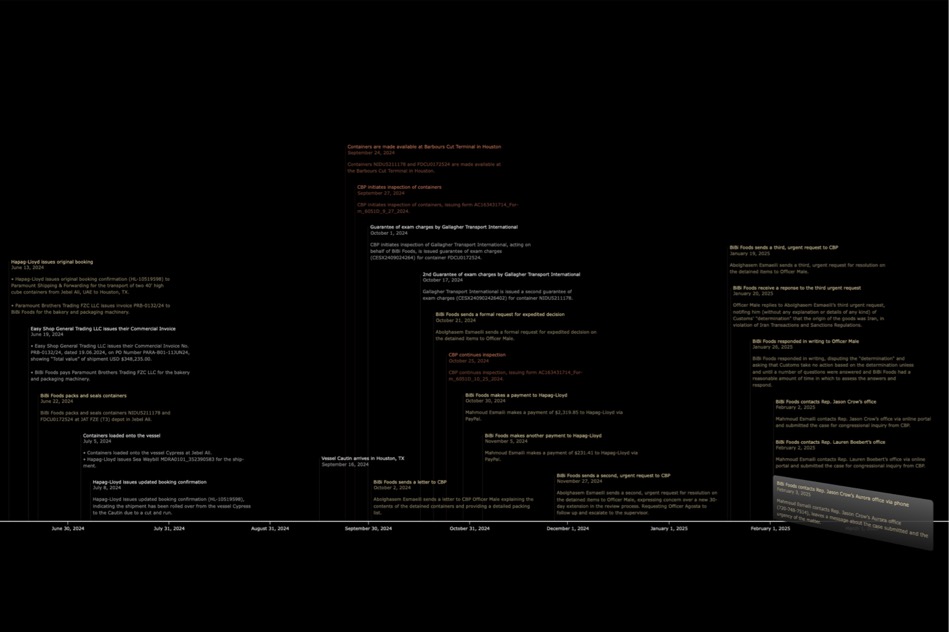 Containers are made available at Barbours Cut Terminal in Houston
September 24, 2024
Containers NIDU5211178 and FDCU0172524 are made available at
the Barbours Cut Terminal in Houston.
CBP initiates inspection of containers
September 27, 2024
CBP initiates inspection of containers, issuing form AC163431714_For-
m_6051D_9_27_2024
Guarantee of exam charges by Gallagher Transport International
October 1, 2024
CBP initiates inspection of Gallagher Transport International, acting on
behalf of BiBi Foods, is issued guarantee of exam charges
(CESX2409024264) for container FDCU0172524.
2nd Guarantee of exam charges by Gallagher Transport International
October 17, 2024
Gallagher Transport International is issued a second guarantee of
exam charges (CESX240902426402) for container NIDU5211178.
BiBi Foods sends a formal request for expedited decision
October 21, 2024
Abolghasem Esmaeili sends a formal request for expedited decision on
the detained items to Officer Male.
CBP continues inspection
October 25, 2024
CBP continues inspection, issuing form AC163431714_For-
m_6051D_10_25_2024.
BiBi Foods makes a payment to Hapag-Lloyd
October 30, 2024
Mahmoud Esmaeli makes a payment of $2,319.85 to Hapag-Lloyd via
PayPal.
BiBi Foods makes another payment to Hapag-Lloyd
November 5, 2024
Mahmoud Esmaeli makes a payment of $151.41 to Hapag-Lloyd via
PayPal.
BiBi Foods sends a second, urgent request to CBP
November 27, 2024
Abolghasem Esmaeili sends a second, urgent request for resolution on
the detained items to Officer Male, expressing concern over a new 30-
day extension in the review process. Requesting Officer Agosto to
follow up and escalate to the supervisor.
Hapag-Lloyd issues original booking
June 13, 2024
• Hapag-Lloyd issues original booking confirmation (HL-10519598) to
Paramount Shipping & Forwarding for the transport of two 40' high
cube containers from Jebel Ali, UAE to Houston, TX.
• Paramount Brothers Trading FZC LLC issues invoice PRB-0132/24 to
BiBi Foods for the bakery and packaging machinery.
Easy Shop General Trading LLC issues their Commercial Invoice
June 19, 2024
• Easy Shop General Trading LLC issues their Commercial Invoice No.
PRB-0132/24, dated 19.06.2024, on PO Number PARA-B01-11JUN24,
showing "Total value" of shipment USD $348,235.00.
• BiBi Foods pays Paramount Brothers Trading FZC LLC for the bakery
and packaging machinery.
BiBi Foods packs and seals containers
June 22, 2024
BiBi Foods packs and seals containers NIDU5211178 and
FDCU0172524 at JAT FZE (T3) depot in Jebel Ali.
Containers loaded onto the vessel
July 5, 2024
• Containers loaded onto the vessel Cypress at Jebel Ali.
• Hapag-Lloyd issues Sea Waybill MDRA0101_352390583 for the ship-
ment.
Hapag-Lloyd issues updated booking confirmation
July 8, 2024
Hapag-Lloyd issues updated booking confirmation (HL-10519598),
indicating the shipment has been rolled over from the vessel Cypress
to the Cautin due to a cut and run.
Vessel Cautin arrives in Houston, TX
September 16, 2024
BiBi Foods sends a letter to CBP
October 2, 2024
Abolghasem Esmaeili sends a letter to CBP Officer Male explaining the
contents of the detained containers and providing a detailed packing
list.
BiBi Foods sends a third, urgent request to CBP
January 19, 2025
Abolghasem Esmaeili sends a third, urgent request for resolution on
the detained items to Officer Male.
BiBi Foods receive a reponse to the third urgent request
January 20, 2025
Officer Male replies to Abolghasem Esmaeili's third urgent request,
notifiing him (without any explanation or details of any kind) of
Customs' "determination" that the origin of the goods was Iran, in
violation of Iran Transactions and Sanctions Regulations.
BiBi Foods responded in writing to Officer Male
January 26, 2025
BiBi Foods responded in writing, disputing the "determination" and
asking that Customs take no action based on the determination unless
and until a number of questions were answered and BiBi Foods had a
reasonable amount of time in which to assess the answers and
respond.
BiBi Foods contacts Rep. Jason Crow's office
February 2, 2025
Mahmoud Esmaeli contacts Rep. Jason Crow's office via online portal
and submitted the case for congressional inquiry from CBP.
BiBi Foods contacts Rep. Lauren Boebert's office
February 2, 2025
Mahmoud Esmaeli contacts Rep. Lauren Boebert's office via online
portal and submitted the case for congressional inquiry from CBP.
BiBi Foods contacts Rep. Jason Crow's Aurora office via phone
February 3, 2025
Mahmoud Esmaeli contacts Rep. Jason Crow's Aurora office
leaves a message about the case submitted and the
urgency of the matter.
June 30, 2024
July 31, 2024
August 31, 2024
September 30, 2024
October 31, 2024
December 1, 2024
January 1, 2025
February 1, 2025